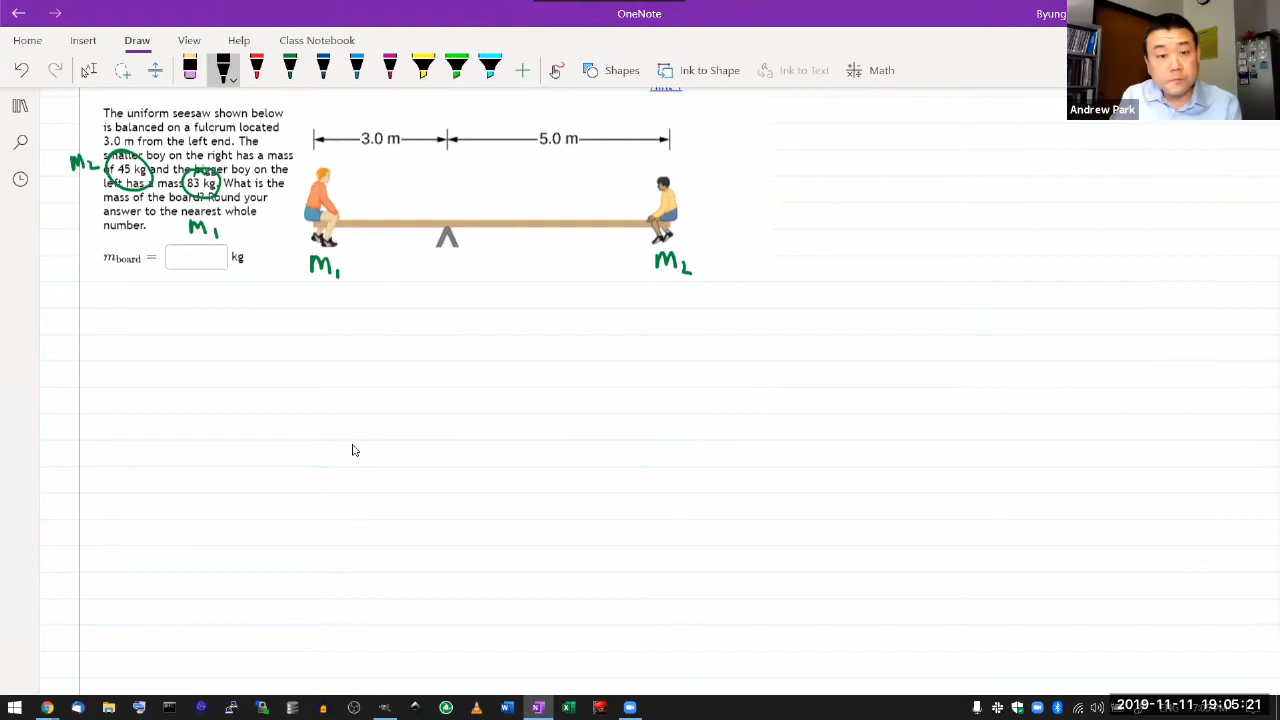 OneNote
Byung
Home Insert Draw View Help Class Notebook
Shapes Ink to Shape Ink to Text Math
Andrew Park
The uniform seesaw shown below
is balanced on a fulcrum located
3.0 m from the left end. The
smaller boy on the right has a mass
of 45 kg and the bigger boy on the
left has a mass 83 kg. What is the
mass of the board? Round your
answer to the nearest whole
number.
M2
M1
m board = kg
3.0 m 5.0 m
M1 M2
2019-11-11 19:05:21